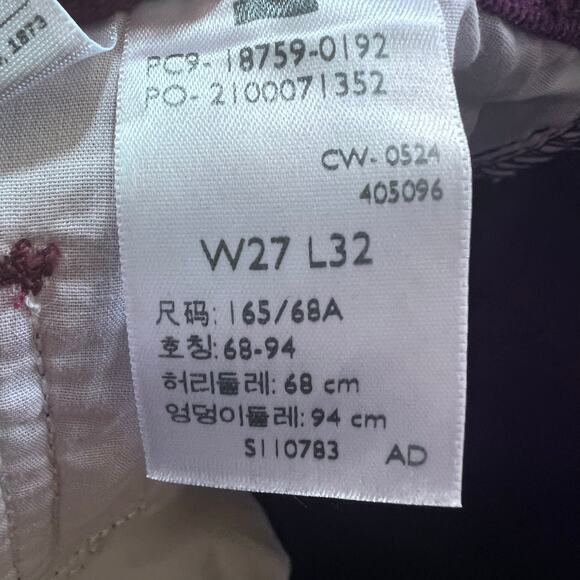 1873
PC9- 18759-0192
PO- 2100071352
CW- 0524
405096
W27 L32
尺码: 165/68A
호칭: 68-94
허리둘레: 68 cm
엉덩이둘레: 94 cm
S110783 AD